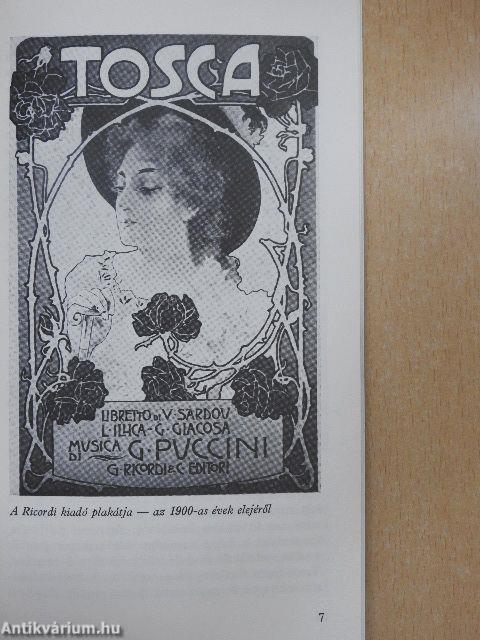 TOSCA
LIBRETTO DI V. SARDOU
L. ILLICA - G. GIACOSA
MUSICA DI G. PUCCINI
G. RICORDI & C. EDITORI
A Ricordi kiadó plakátja — az 1900-as évek elejéről
7
Antikvárium.hu